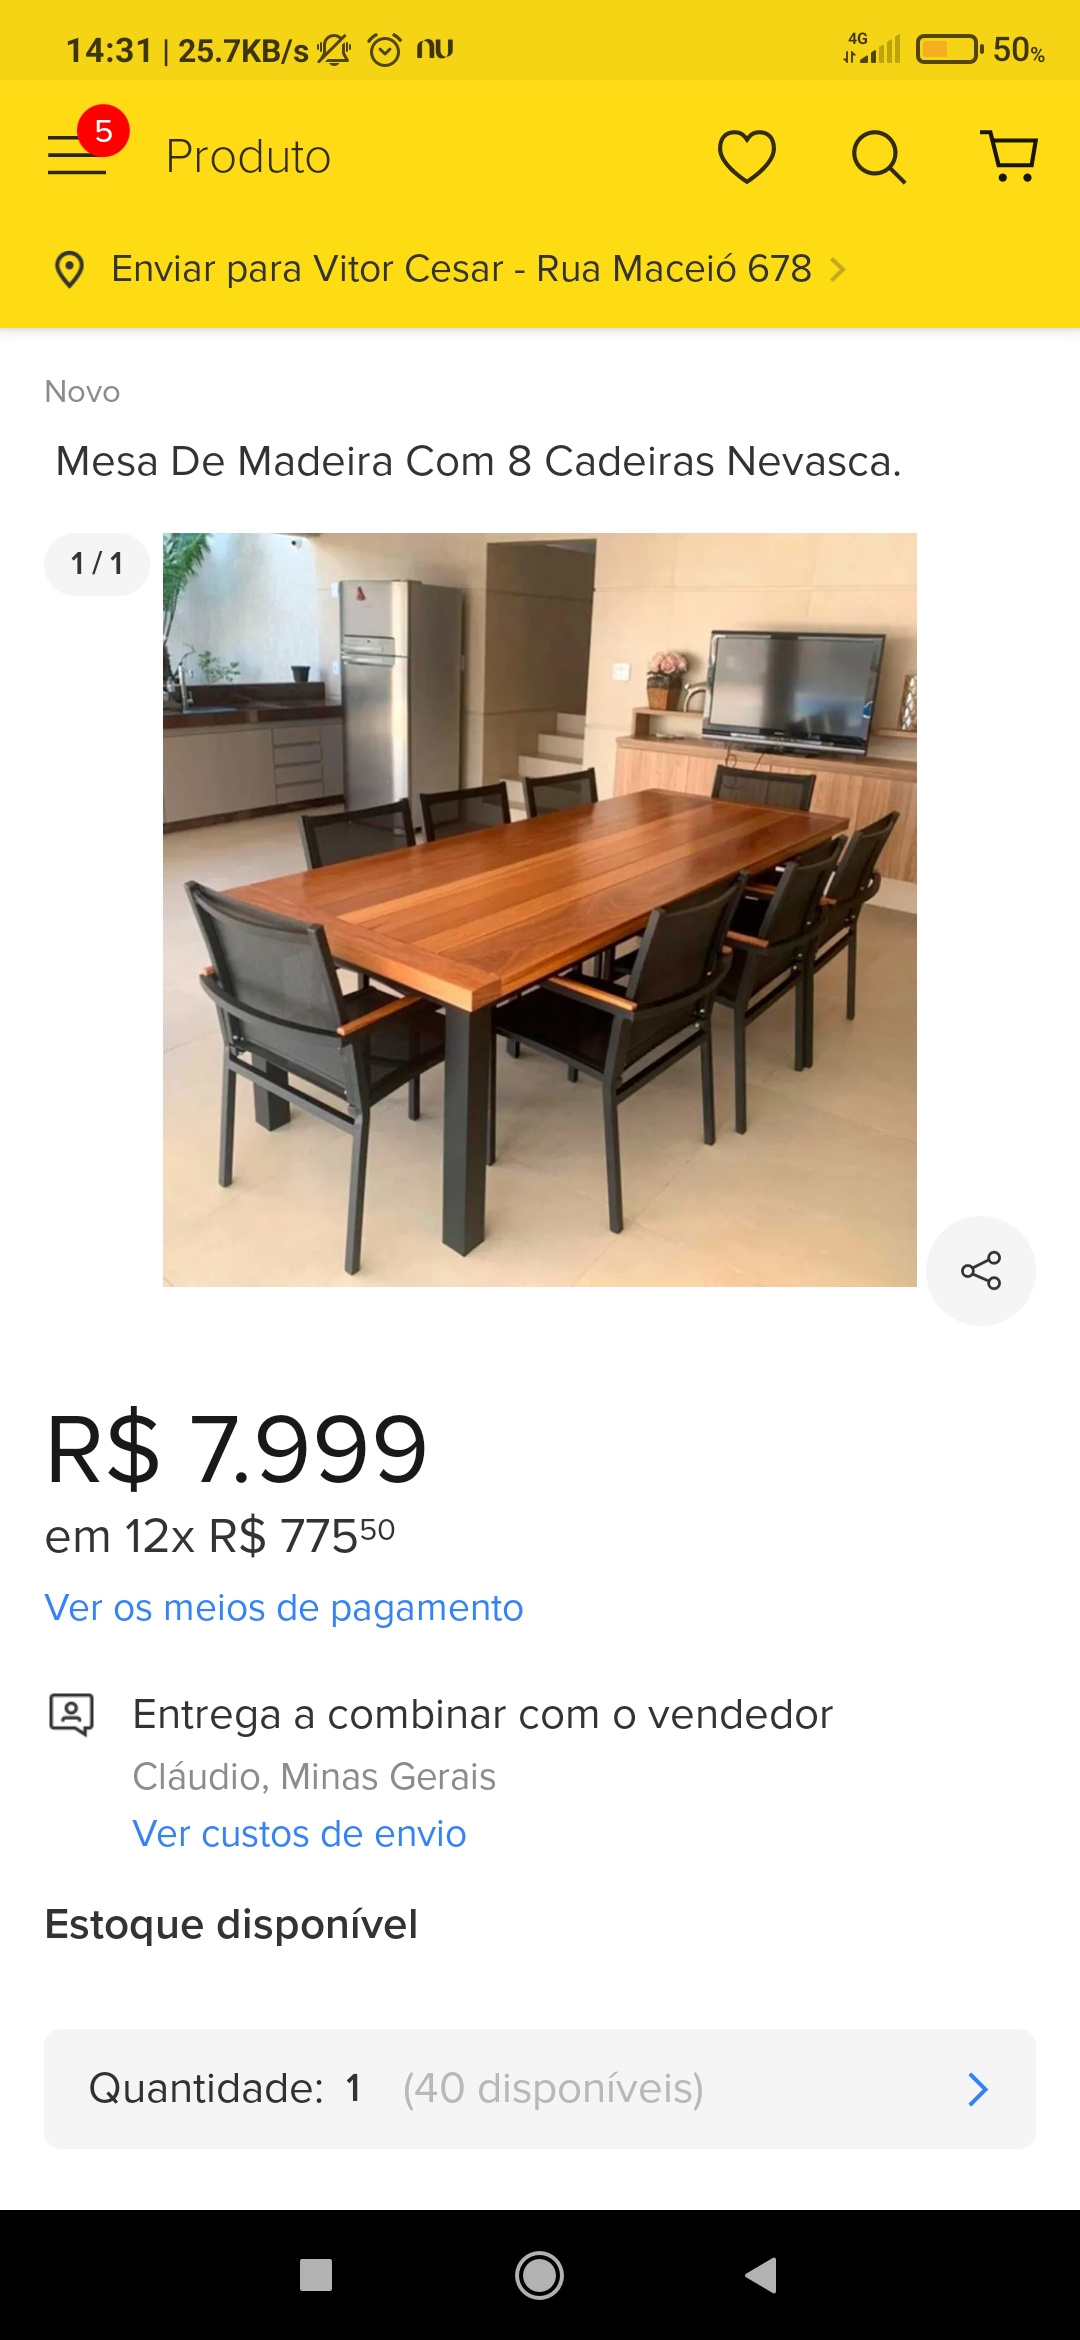 14:31 | 25.7KB/s nu 4G 50%
5
Produto
Enviar para Vitor Cesar - Rua Maceió 678
Novo
Mesa De Madeira Com 8 Cadeiras Nevasca.
1 / 1
R$ 7.999
em 12x R$ 775⁵⁰
Ver os meios de pagamento
Entrega a combinar com o vendedor
Cláudio, Minas Gerais
Ver custos de envio
Estoque disponível
Quantidade: 1 (40 disponíveis)